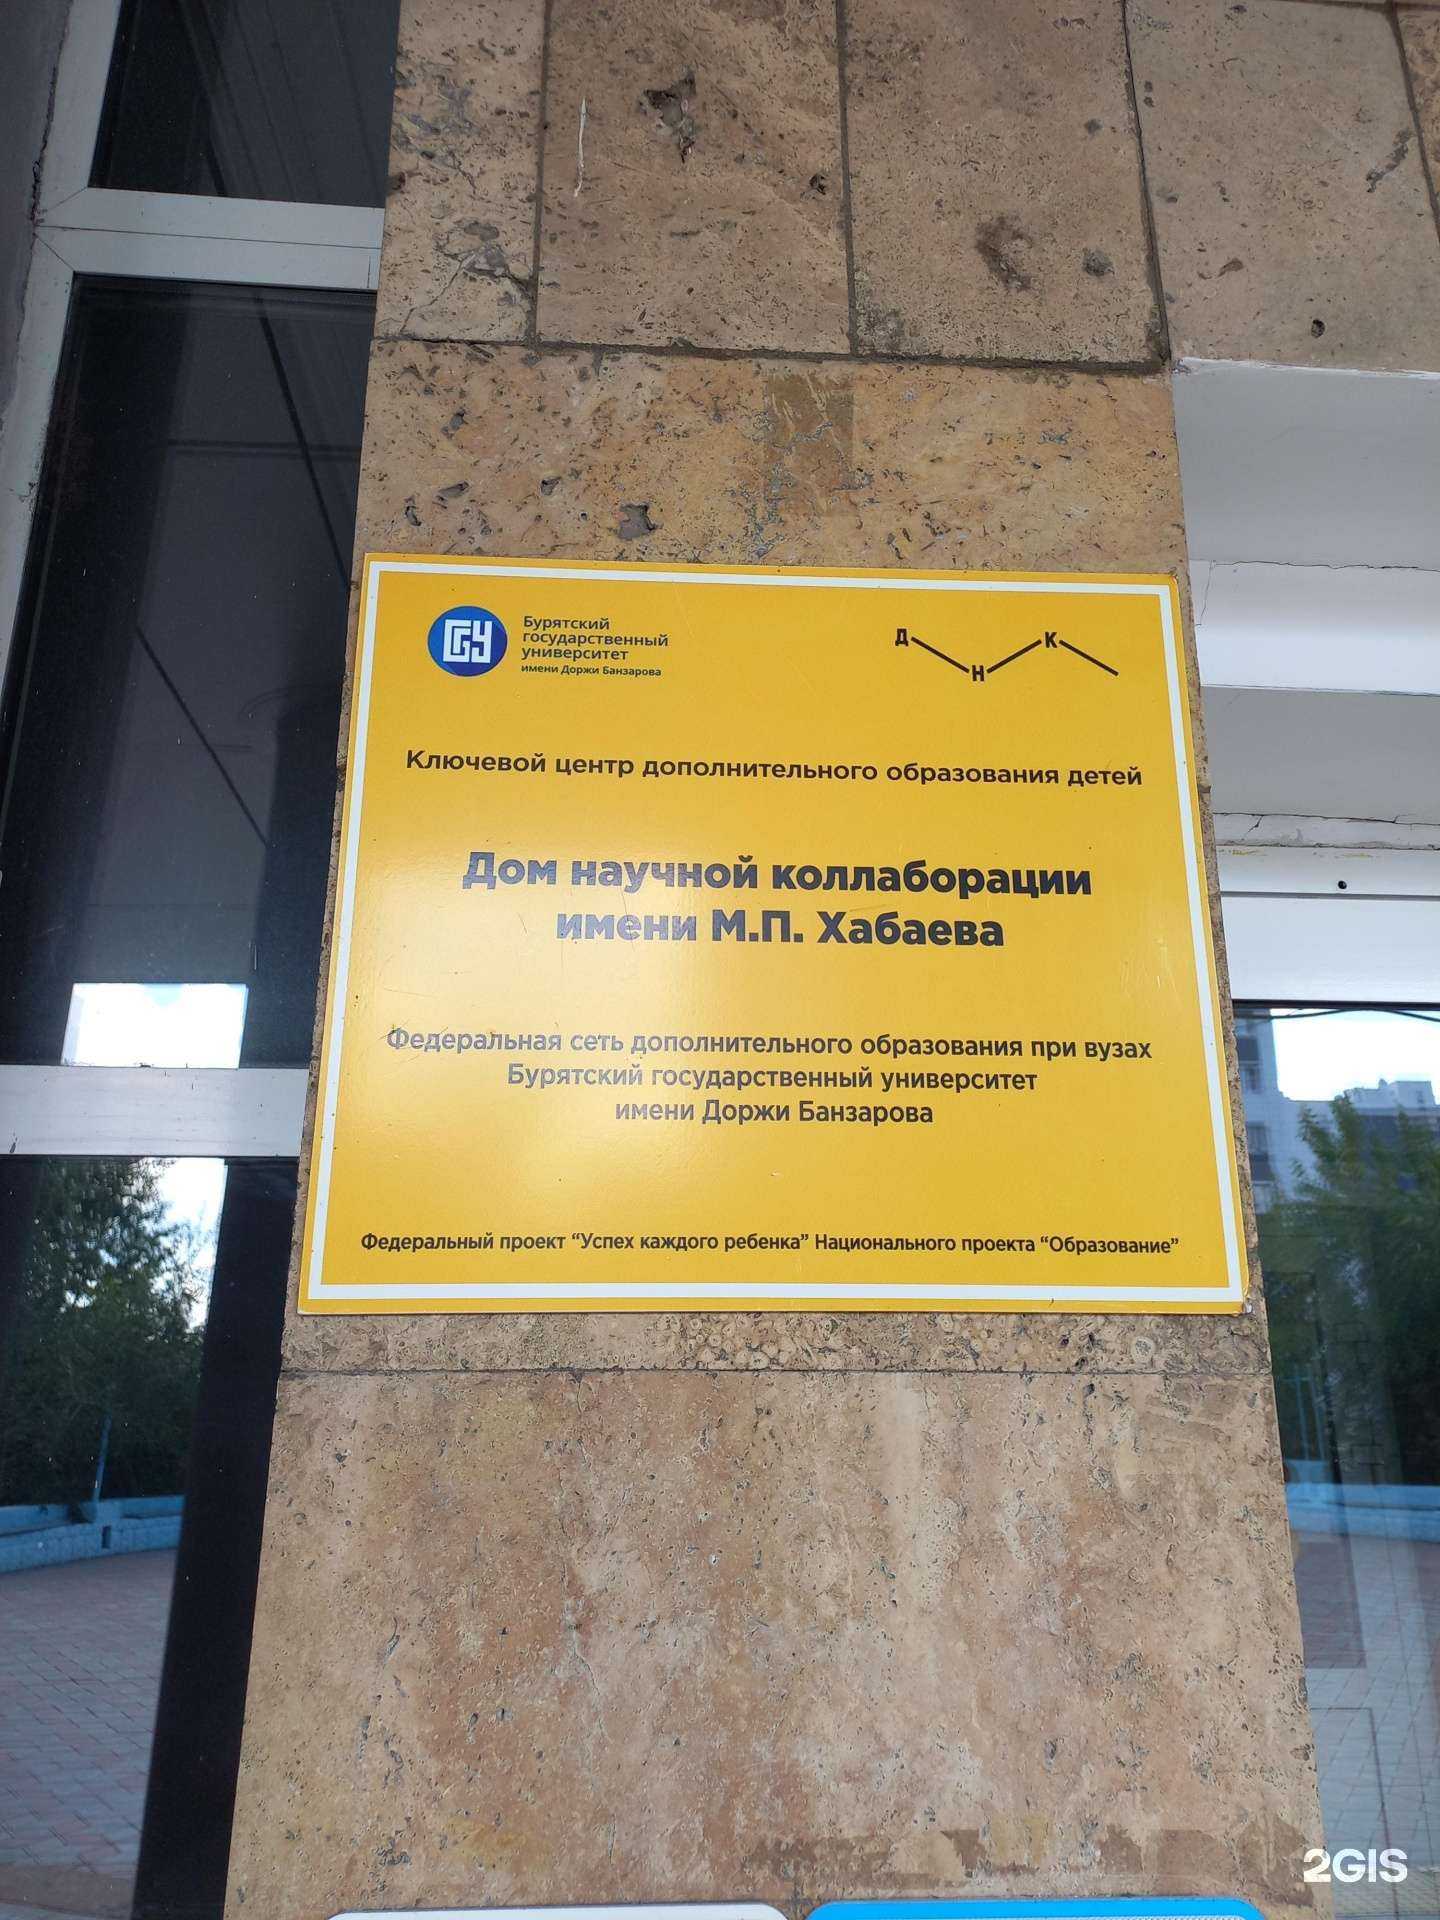 БГУ
Бурятский
государственный
университет
имени Доржи Банзарова
Д
Н
К
Ключевой центр дополнительного образования детей
Дом научной коллаборации
имени М.П. Хабаева
Федеральная сеть дополнительного образования при вузах
Бурятский государственный университет
имени Доржи Банзарова
Федеральный проект “Успех каждого ребенка” Национального проекта “Образование”
2GIS